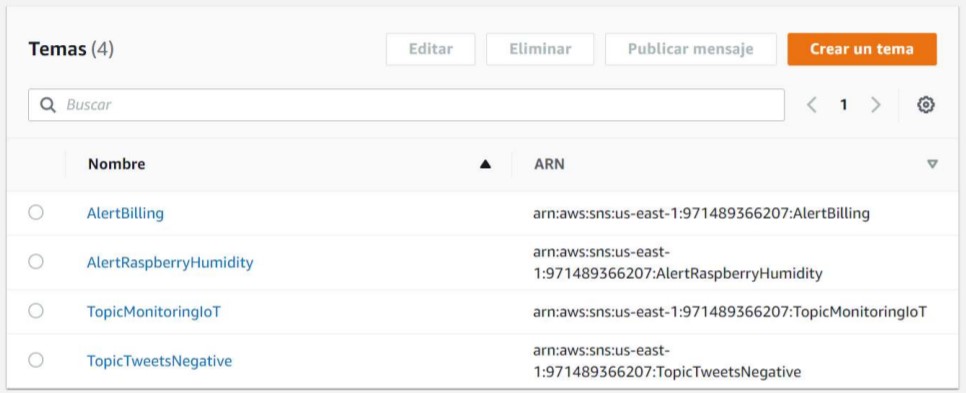 Temas (4)
Editar
Eliminar
Publicar mensaje
Crear un tema
Buscar
1
Nombre
ARN
AlertBilling
arn:aws:sns:us-east-1:971489366207:AlertBilling
AlertRaspberryHumidity
arn:aws:sns:us-east-
1:971489366207:AlertRaspberryHumidity
TopicMonitoringIoT
arn:aws:sns:us-east-1:971489366207:TopicMonitoringIoT
TopicTweetsNegative
arn:aws:sns:us-east-
1:971489366207:TopicTweetsNegative